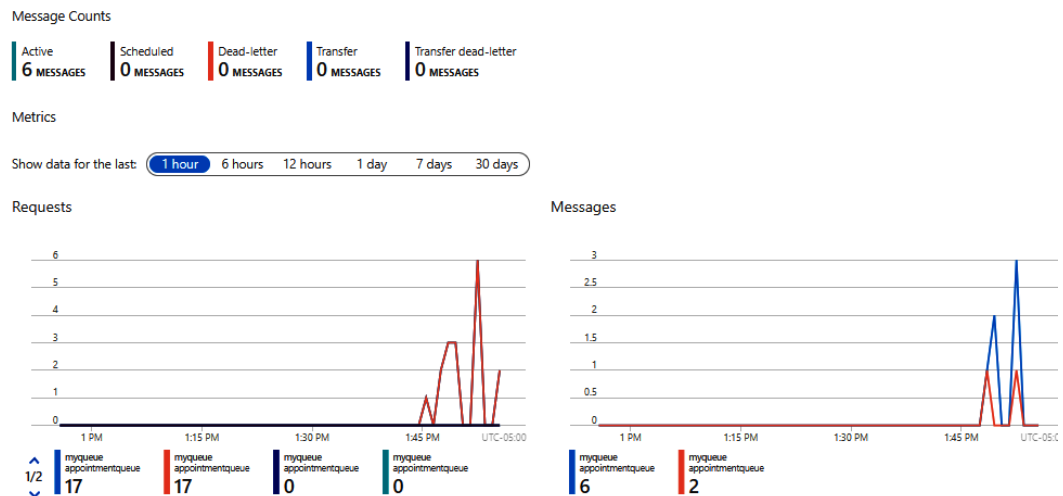 Message Counts
Active Scheduled Dead-letter Transfer Transfer dead-letter
6 MESSAGES 0 MESSAGES 0 MESSAGES 0 MESSAGES 0 MESSAGES
Metrics
Show data for the last: 1 hour 6 hours 12 hours 1 day 7 days 30 days
Requests
6
5
4
3
2
1
0
1 PM 1:15 PM 1:30 PM 1:45 PM UTC-05:00
1/2
myqueue myqueue myqueue myqueue
appointmentqueue appointmentqueue appointmentqueue appointmentqueue
17 17 0 0
Messages
3
2.5
2
1.5
1
0.5
0
1 PM 1:15 PM 1:30 PM 1:45 PM UTC-05:0
myqueue myqueue
appointmentqueue appointmentqueue
6 2